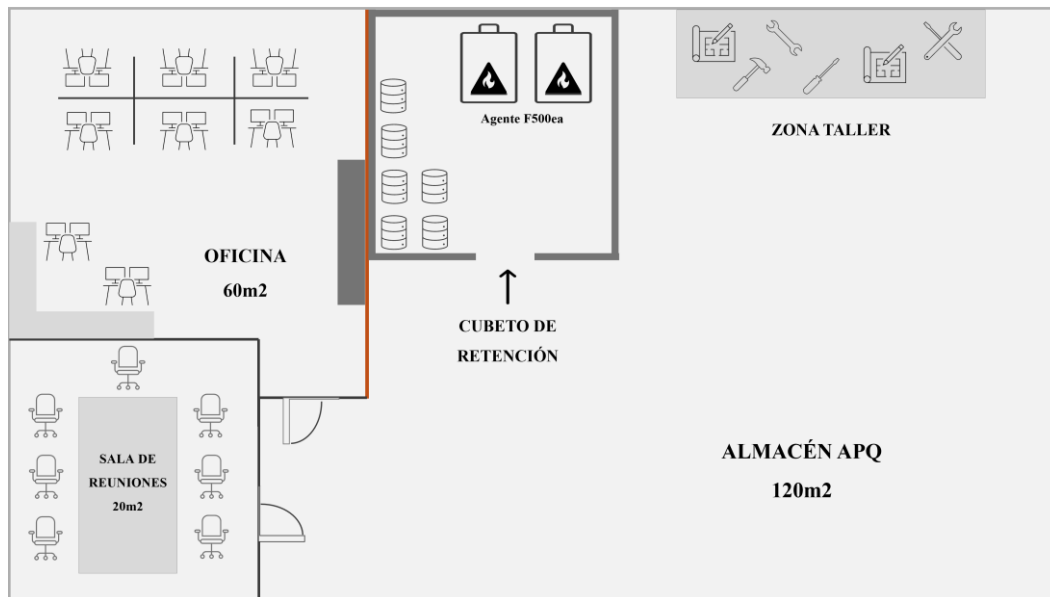 Agente F500ea
ZONA TALLER
OFICINA
60m2
CUBETO DE
RETENCIÓN
ALMACÉN APQ
120m2
SALA DE
REUNIONES
20m2